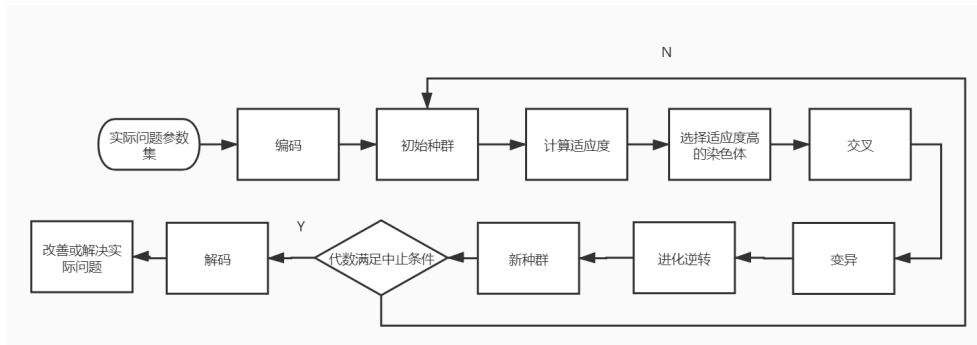 N
实际问题参数
集
编码
初始种群
计算适应度
选择适应度高
的染色体
交叉
变异
进化逆转
新种群
代数满足中止条件
Y
解码
改善或解决实
际问题